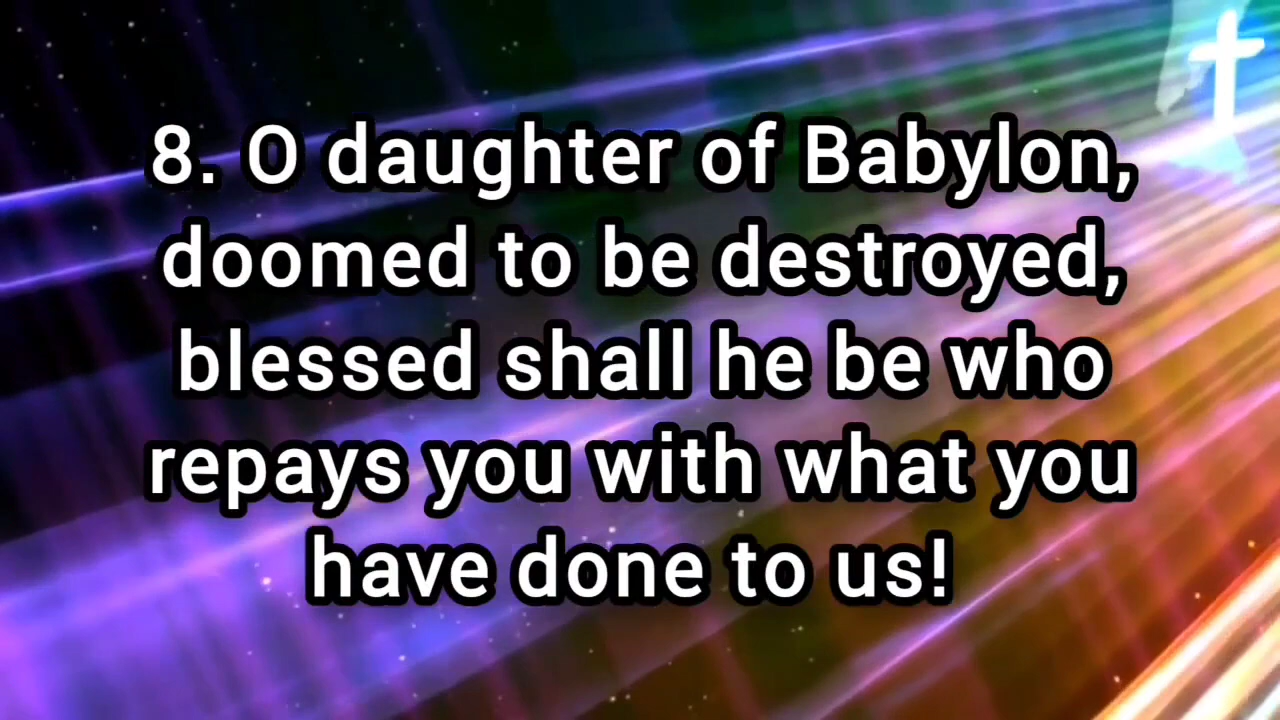 8. O daughter of Babylon,
doomed to be destroyed,
blessed shall he be who
repays you with what you
have done to us!